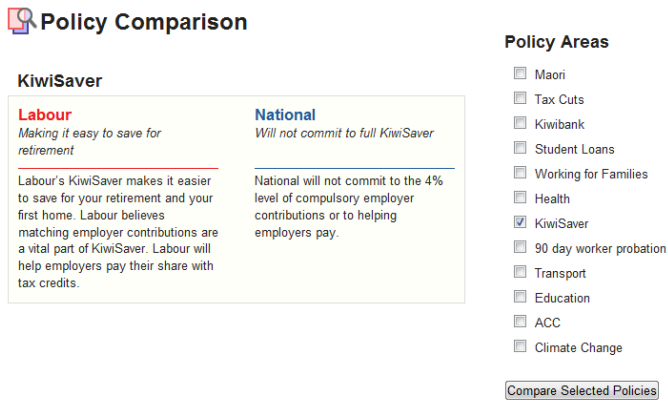 Policy Comparison
KiwiSaver
Labour
Making it easy to save for
retirement
Labour's KiwiSaver makes it easier
to save for your retirement and your
first home. Labour believes
matching employer contributions are
a vital part of KiwiSaver. Labour will
help employers pay their share with
tax credits.
National
Will not commit to full KiwiSaver
National will not commit to the 4%
level of compulsory employer
contributions or to helping
employers pay.
Policy Areas
Maori
Tax Cuts
Kiwibank
Student Loans
Working for Families
Health
KiwiSaver
90 day worker probation
Transport
Education
ACC
Climate Change
Compare Selected Policies